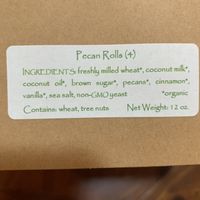 Pecan Rolls (4)
INGREDIENTS: freshly milled wheat*, coconut milk*,
coconut oil*, brown sugar*, pecans*, cinnamon*,
vanilla*, sea salt, non-GMO yeast *organic
Contains: wheat, tree nuts Net Weight: 12 oz.